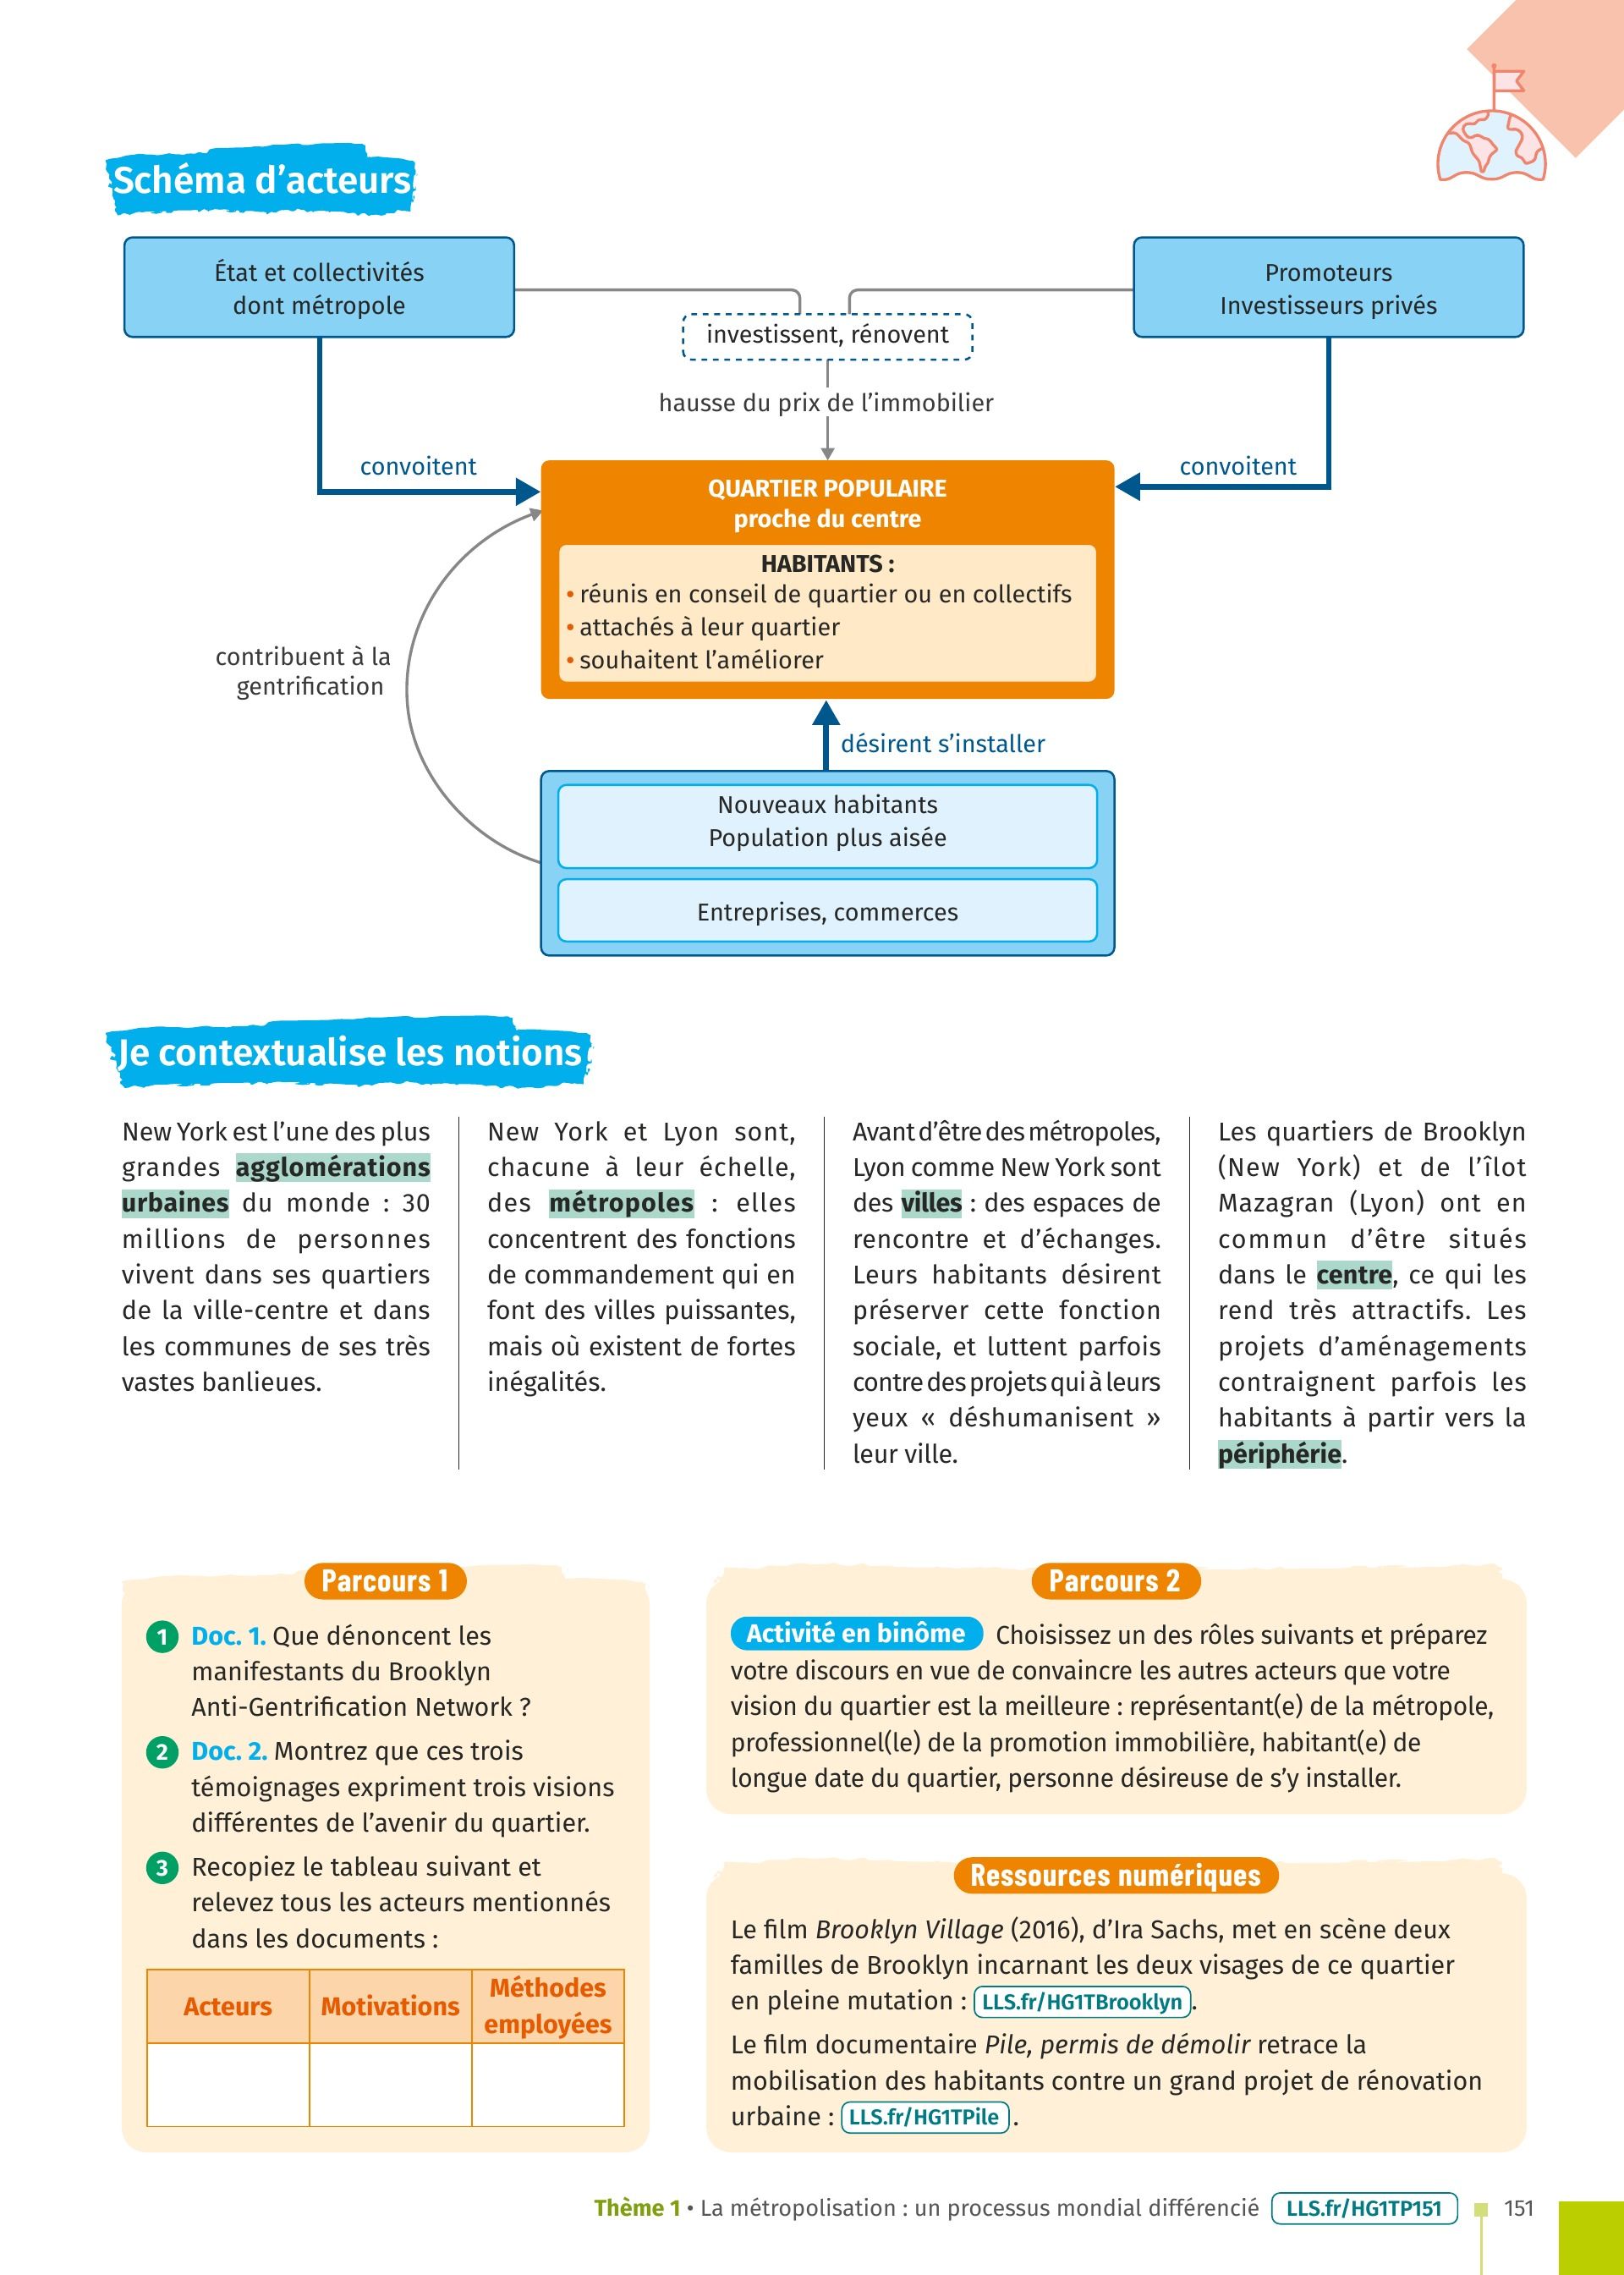 Schéma d'acteurs
État et collectivités
dont métropole
Promoteurs
Investisseurs privés
investissent, rénovent
hausse du prix de l'immobilier
convoitent
convoitent
QUARTIER POPULAIRE
proche du centre
HABITANTS :
• réunis en conseil de quartier ou en collectifs
• attachés à leur quartier
• souhaitent l'améliorer
contribuent à la
gentrification
désirent s'installer
Nouveaux habitants
Population plus aisée
Entreprises, commerces
Je contextualise les notions
New York est l'une des plus
grandes agglomérations
urbaines du monde : 30
millions de personnes
vivent dans ses quartiers
de la ville-centre et dans
les communes de ses très
vastes banlieues.
New York et Lyon sont,
chacune à leur échelle,
des métropoles : elles
concentrent des fonctions
de commandement qui en
font des villes puissantes,
mais où existent de fortes
inégalités.
Avant d'être des métropoles,
Lyon comme New York sont
des villes : des espaces de
rencontre et d'échanges.
Leurs habitants désirent
préserver cette fonction
sociale, et luttent parfois
contre des projets qui à leurs
yeux « déshumanisent »
leur ville.
Les quartiers de Brooklyn
(New York) et de l'îlot
Mazagran (Lyon) ont en
commun d'être situés
dans le centre, ce qui les
rend très attractifs. Les
projets d'aménagements
contraignent parfois les
habitants à partir vers la
périphérie.
Parcours 1
1 Doc. 1. Que dénoncent les
manifestants du Brooklyn
Anti-Gentrification Network ?
2 Doc. 2. Montrez que ces trois
témoignages expriment trois visions
différentes de l'avenir du quartier.
3 Recopiez le tableau suivant et
relevez tous les acteurs mentionnés
dans les documents :
Acteurs
Motivations
Méthodes
employées
Parcours 2
Activité en binôme Choisissez un des rôles suivants et préparez
votre discours en vue de convaincre les autres acteurs que votre
vision du quartier est la meilleure : représentant(e) de la métropole,
professionnel(le) de la promotion immobilière, habitant(e) de
longue date du quartier, personne désireuse de s'y installer.
Ressources numériques
Le film Brooklyn Village (2016), d'Ira Sachs, met en scène deux
familles de Brooklyn incarnant les deux visages de ce quartier
en pleine mutation : LLS.fr/HG1TBrooklyn.
Le film documentaire Pile, permis de démolir retrace la
mobilisation des habitants contre un grand projet de rénovation
urbaine : LLS.fr/HG1TPile.
Thème 1 • La métropolisation : un processus mondial différencié LLS.fr/HG1TP151 151